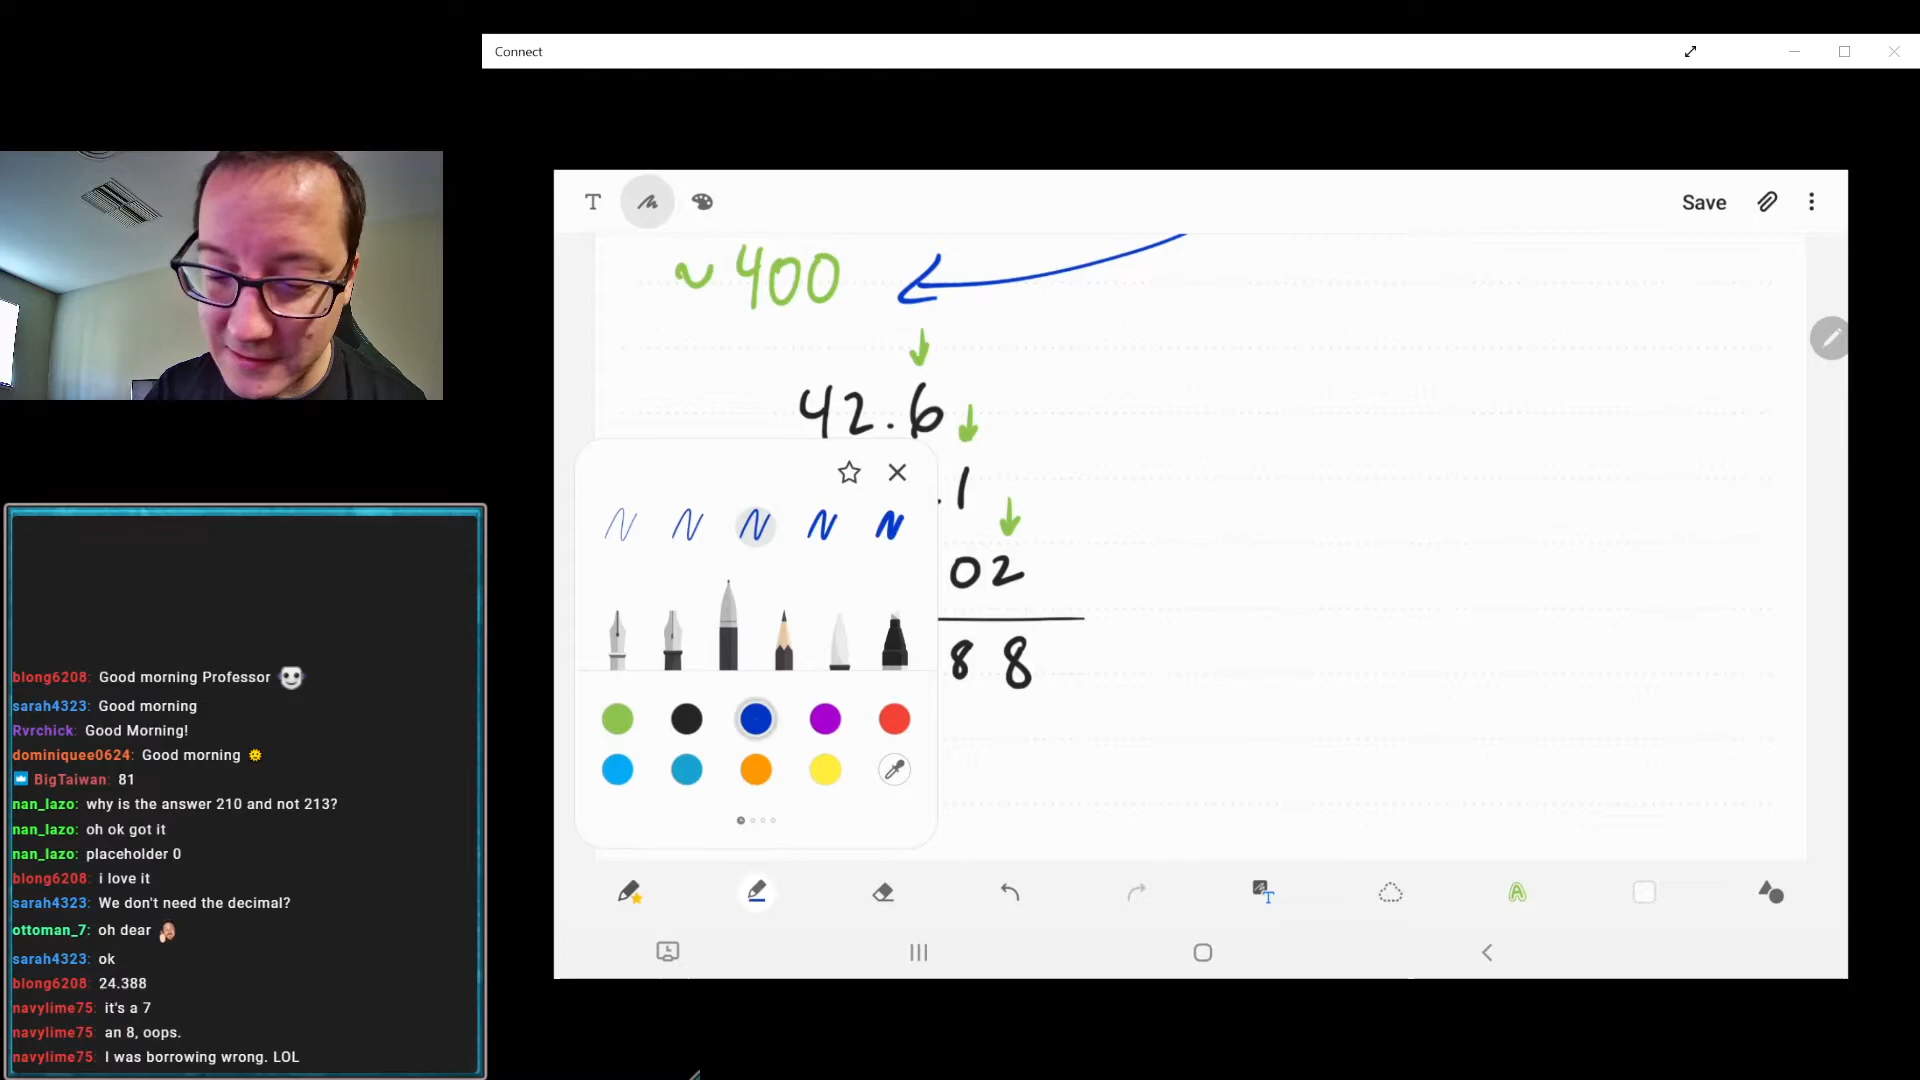 Connect
T
Save
~ 400
42.6
.1
02
88
blong6208: Good morning Professor
sarah4323: Good morning
Rvrchick: Good Morning!
dominiquee0624: Good morning
BigTaiwan: 81
nan_lazo: why is the answer 210 and not 213?
nan_lazo: oh ok got it
nan_lazo: placeholder 0
blong6208: i love it
sarah4323: We don't need the decimal?
ottoman_7: oh dear
sarah4323: ok
blong6208: 24.388
navylime75: it's a 7
navylime75: an 8, oops.
navylime75: I was borrowing wrong. LOL